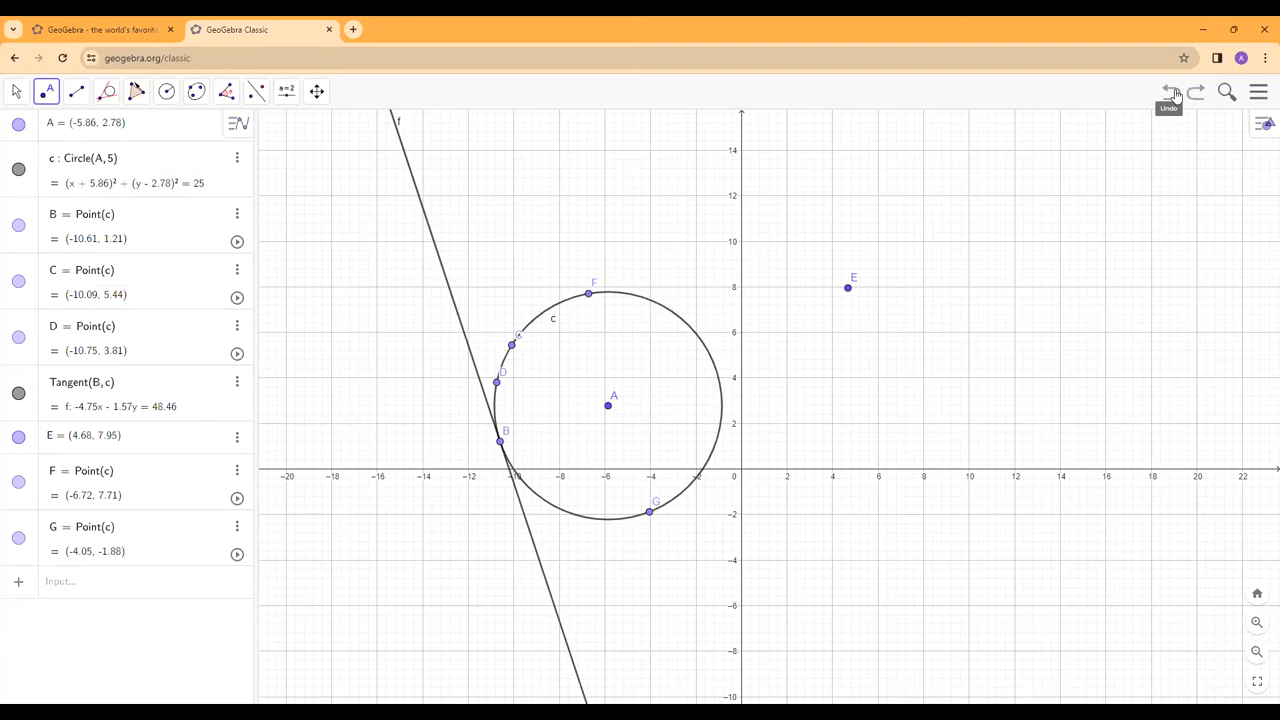 GeoGebra - the world's favorit
GeoGebra Classic
geogebra.org/classic
A
A
a=2
Undo
A = (-5.86, 2.78)
c : Circle(A,5)
= (x + 5.86)² + (y - 2.78)² = 25
B = Point(c)
= (-10.61, 1.21)
C = Point(c)
= (-10.09, 5.44)
D = Point(c)
= (-10.75, 3.81)
Tangent(B,c)
= f: -4.75x - 1.57y = 48.46
E = (4.68, 7.95)
F = Point(c)
= (-6.72, 7.71)
G = Point(c)
= (-4.05, -1.88)
Input...
f
14
12
10
E
F
8
c
C
6
D
4
A
B
2
-20 -18 -16 -14 -12 -10 -8 -6 -4 -2 0 2 4 6 8 10 12 14 16 18 20 22
G
-2
-4
-6
-8
-10